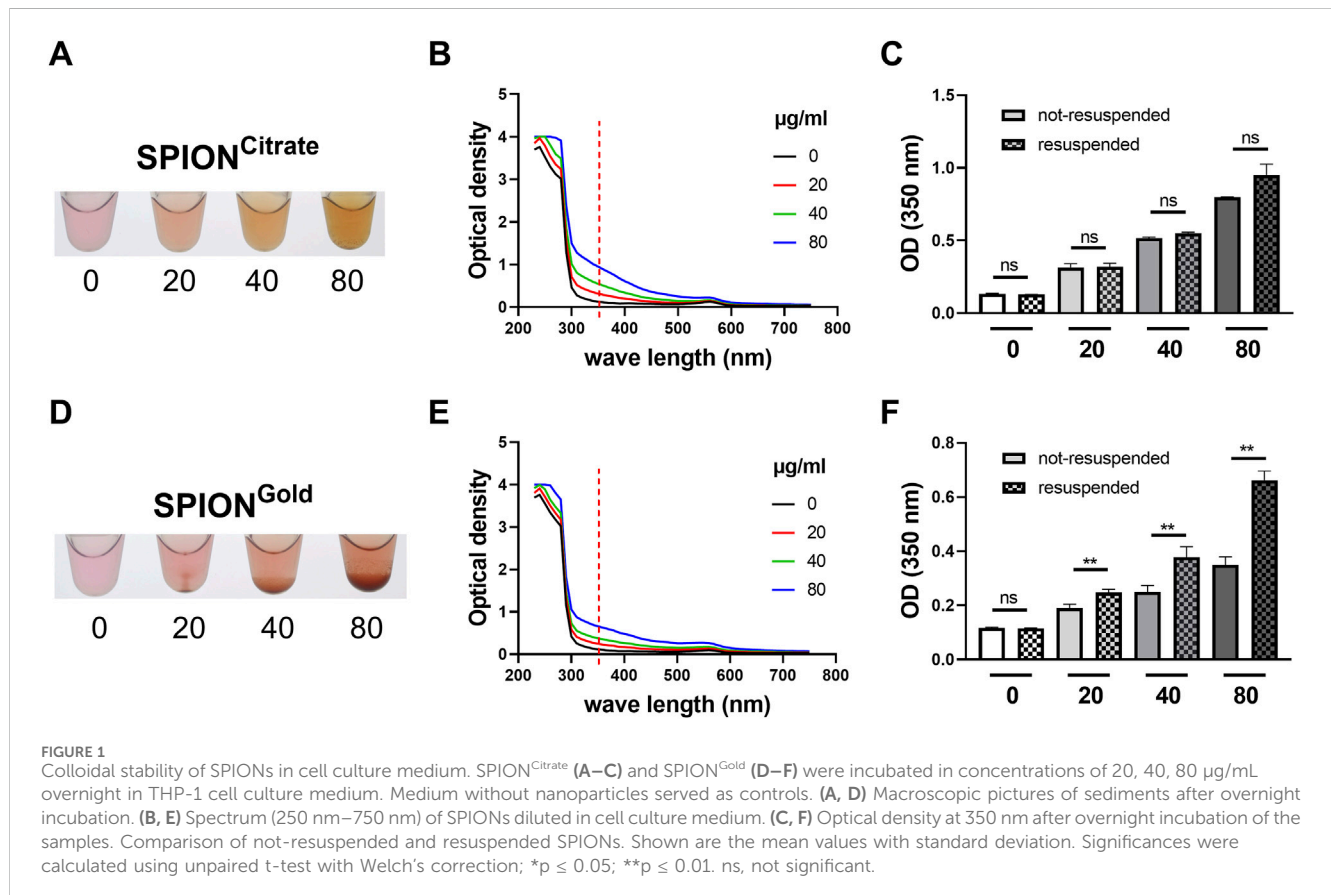 A
SPIONCitrate
0 20 40 80
B
Optical density
5
4
3
2
1
0
200 300 400 500 600 700 800
wave length (nm)
µg/ml
0
20
40
80
C
OD (350 nm)
1.5
1.0
0.5
0.0
not-resuspended
resuspended
ns ns ns ns
0 20 40 80
D
SPIONGold
0 20 40 80
E
Optical density
5
4
3
2
1
0
200 300 400 500 600 700 800
wave length (nm)
µg/ml
0
20
40
80
F
OD (350 nm)
0.8
0.6
0.4
0.2
0.0
not-resuspended
resuspended
ns ** ** **
0 20 40 80
FIGURE 1
Colloidal stability of SPIONs in cell culture medium. SPIONCitrate (A–C) and SPIONGold (D–F) were incubated in concentrations of 20, 40, 80 µg/mL
overnight in THP-1 cell culture medium. Medium without nanoparticles served as controls. (A, D) Macroscopic pictures of sediments after overnight
incubation. (B, E) Spectrum (250 nm–750 nm) of SPIONs diluted in cell culture medium. (C, F) Optical density at 350 nm after overnight incubation of the
samples. Comparison of not-resuspended and resuspended SPIONs. Shown are the mean values with standard deviation. Significances were
calculated using unpaired t-test with Welch's correction; *p ≤ 0.05; **p ≤ 0.01. ns, not significant.